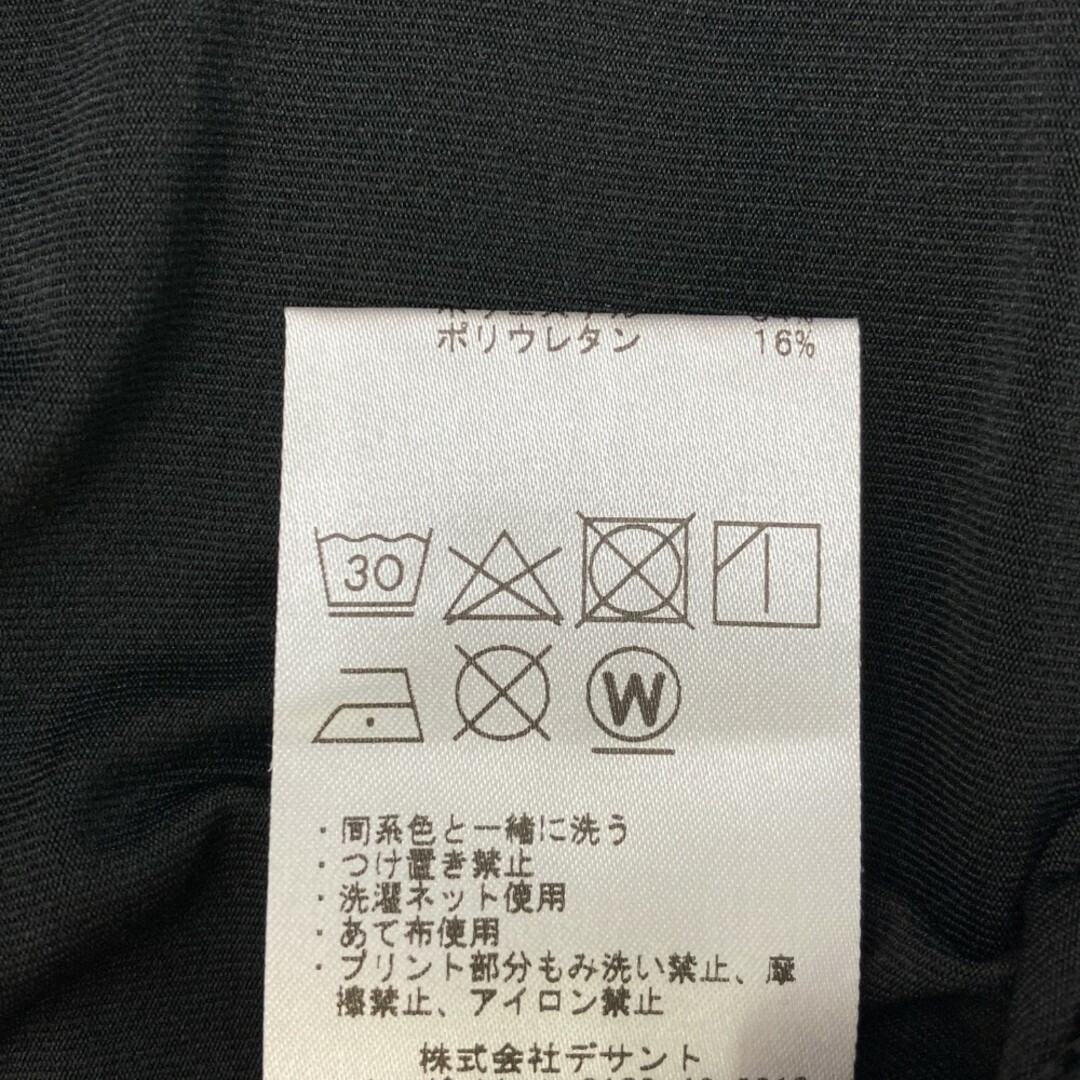 ポリウレタン 16%
30
W
・同系色と一緒に洗う
・つけ置き禁止
・洗濯ネット使用
・あて布使用
・プリント部分もみ洗い禁止、摩
擦禁止、アイロン禁止
株式会社デサント